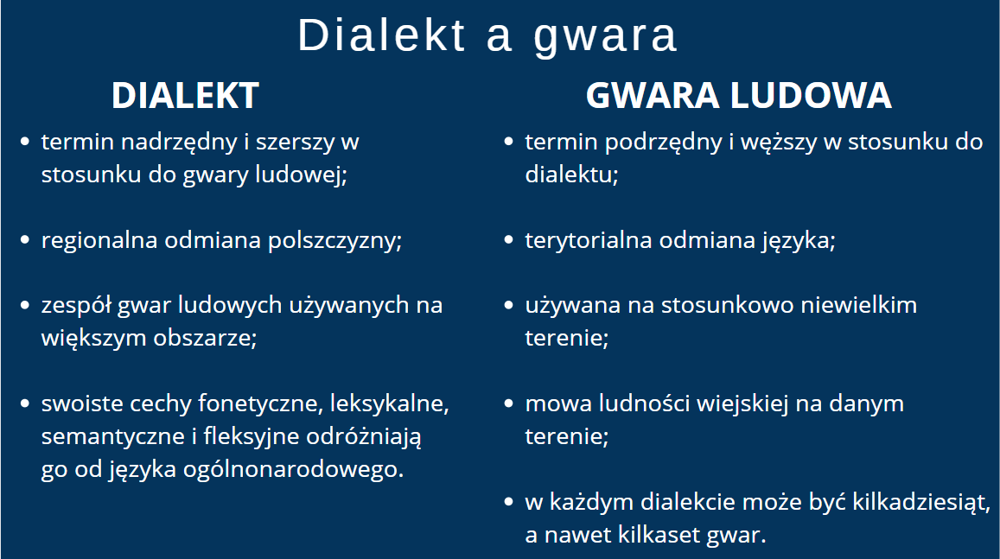 Dialekt a gwara
DIALEKT
• termin nadrzędny i szerszy w
stosunku do gwary ludowej;
• regionalna odmiana polszczyzny;
• zespół gwar ludowych używanych na
większym obszarze;
• swoiste cechy fonetyczne, leksykalne,
semantyczne i fleksyjne odróżniają
go od języka ogólnonarodowego.
GWARA LUDOWA
• termin podrzędny i węższy w stosunku do
dialektu;
• terytorialna odmiana języka;
• używana na stosunkowo niewielkim
terenie;
• mowa ludności wiejskiej na danym
terenie;
• w każdym dialekcie może być kilkadziesiąt,
a nawet kilkaset gwar.